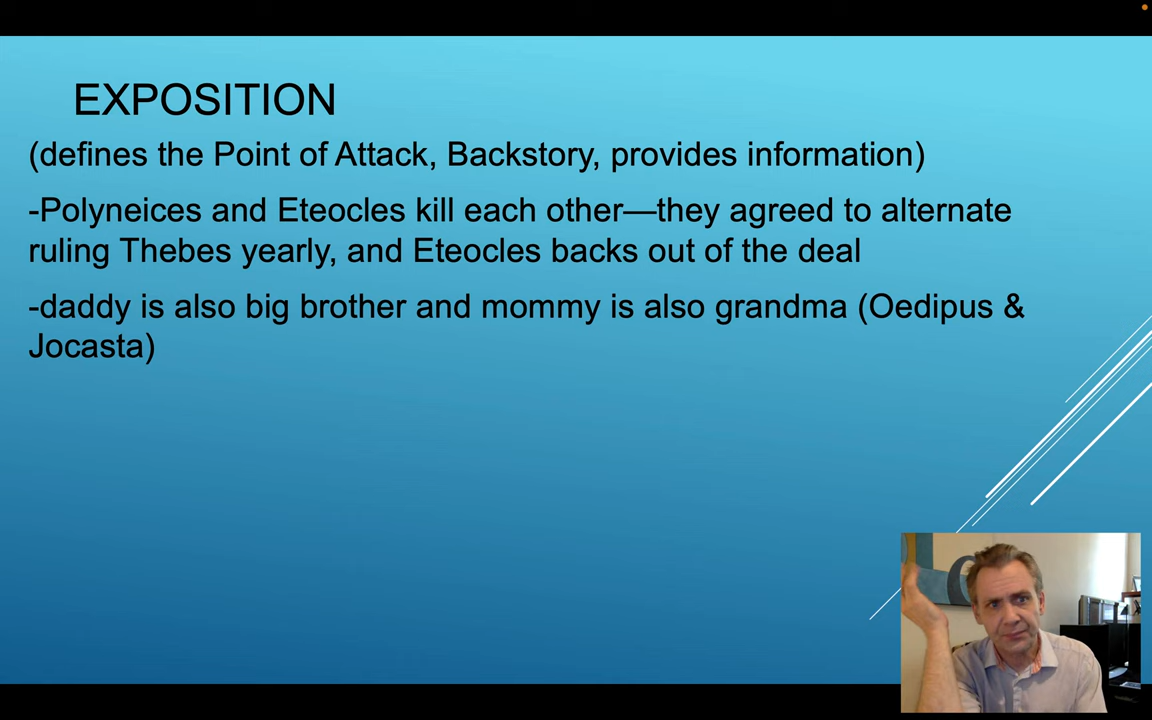 EXPOSITION
(defines the Point of Attack, Backstory, provides information)
-Polyneices and Eteocles kill each other—they agreed to alternate
ruling Thebes yearly, and Eteocles backs out of the deal
-daddy is also big brother and mommy is also grandma (Oedipus &
Jocasta)